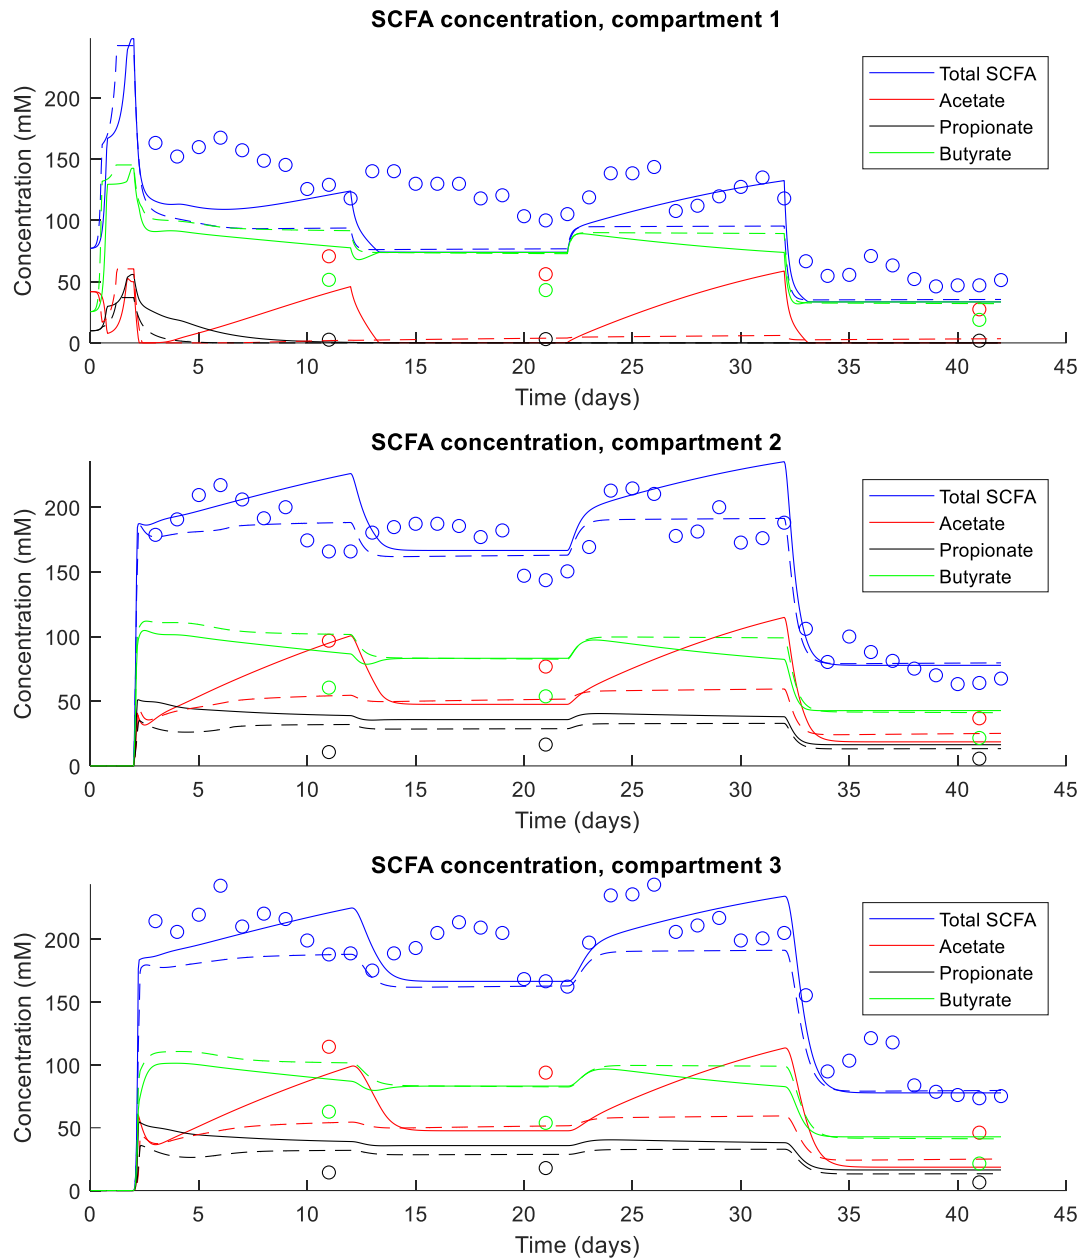 SCFA concentration, compartment 1
Concentration (mM)
200
150
100
50
0
Total SCFA
Acetate
Propionate
Butyrate
0 5 10 15 20 25 30 35 40 45
Time (days)
SCFA concentration, compartment 2
Concentration (mM)
200
150
100
50
0
Total SCFA
Acetate
Propionate
Butyrate
0 5 10 15 20 25 30 35 40 45
Time (days)
SCFA concentration, compartment 3
Concentration (mM)
200
150
100
50
0
Total SCFA
Acetate
Propionate
Butyrate
0 5 10 15 20 25 30 35 40 45
Time (days)